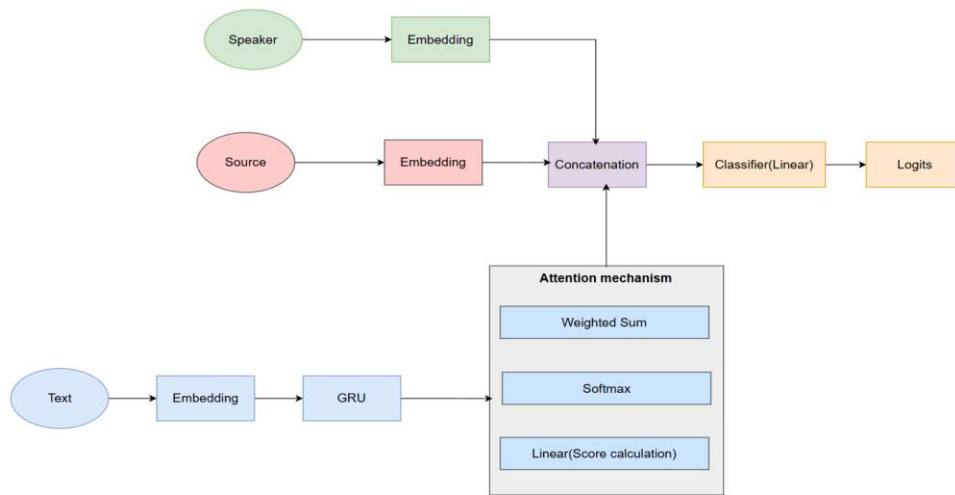 Speaker
Embedding
Source
Embedding
Concatenation
Classifier(Linear)
Logits
Attention mechanism
Weighted Sum
Softmax
Linear(Score calculation)
Text
Embedding
GRU